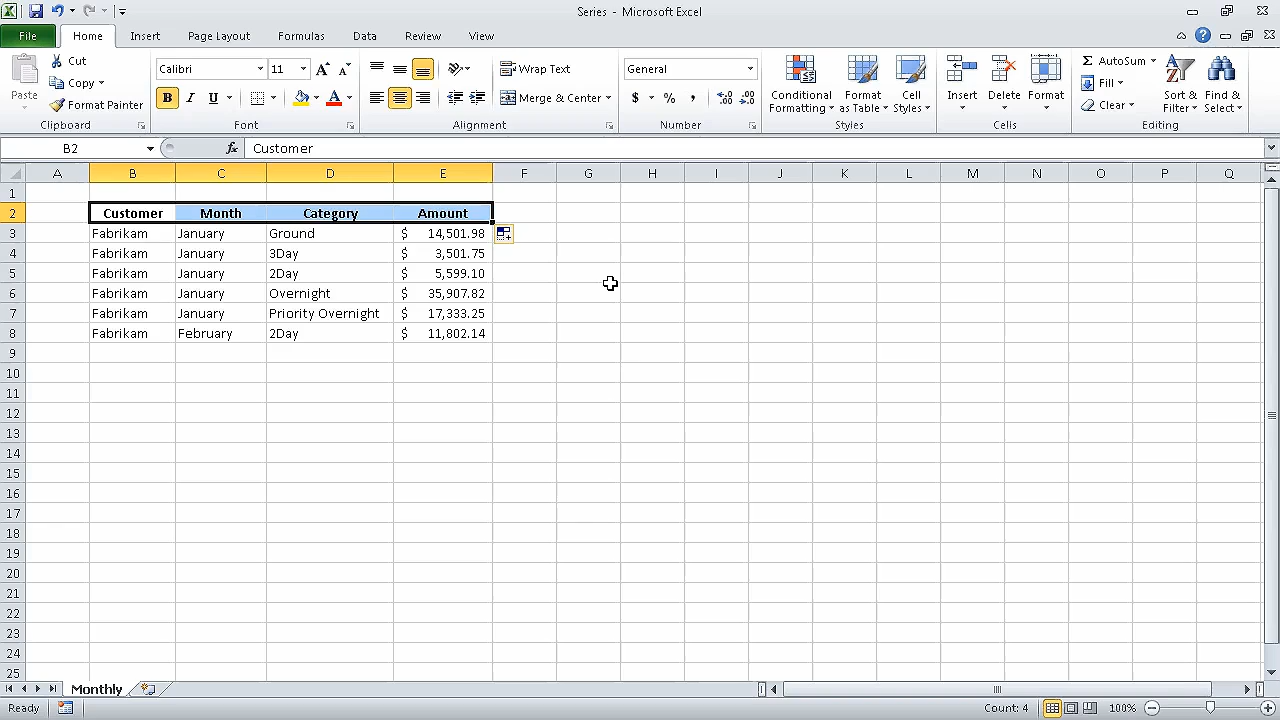 Series - Microsoft Excel
File Home Insert Page Layout Formulas Data Review View
Paste
Cut
Copy
Format Painter
Clipboard
Calibri 11
B I U A
Font
Wrap Text
Merge & Center
Alignment
General
$ % , .00 .0
Number
Conditional Formatting
Format as Table
Cell Styles
Styles
Insert Delete Format
Cells
Σ AutoSum
Fill
Clear
Sort & Filter
Find & Select
Editing
B2 fx Customer
A B C D E F G H I J K L M N O P Q
1
2 Customer Month Category Amount
3 Fabrikam January Ground $ 14,501.98
4 Fabrikam January 3Day $ 3,501.75
5 Fabrikam January 2Day $ 5,599.10
6 Fabrikam January Overnight $ 35,907.82
7 Fabrikam January Priority Overnight $ 17,333.25
8 Fabrikam February 2Day $ 11,802.14
9
10
11
12
13
14
15
16
17
18
19
20
21
22
23
24
25
Monthly
Ready Count: 4 100%